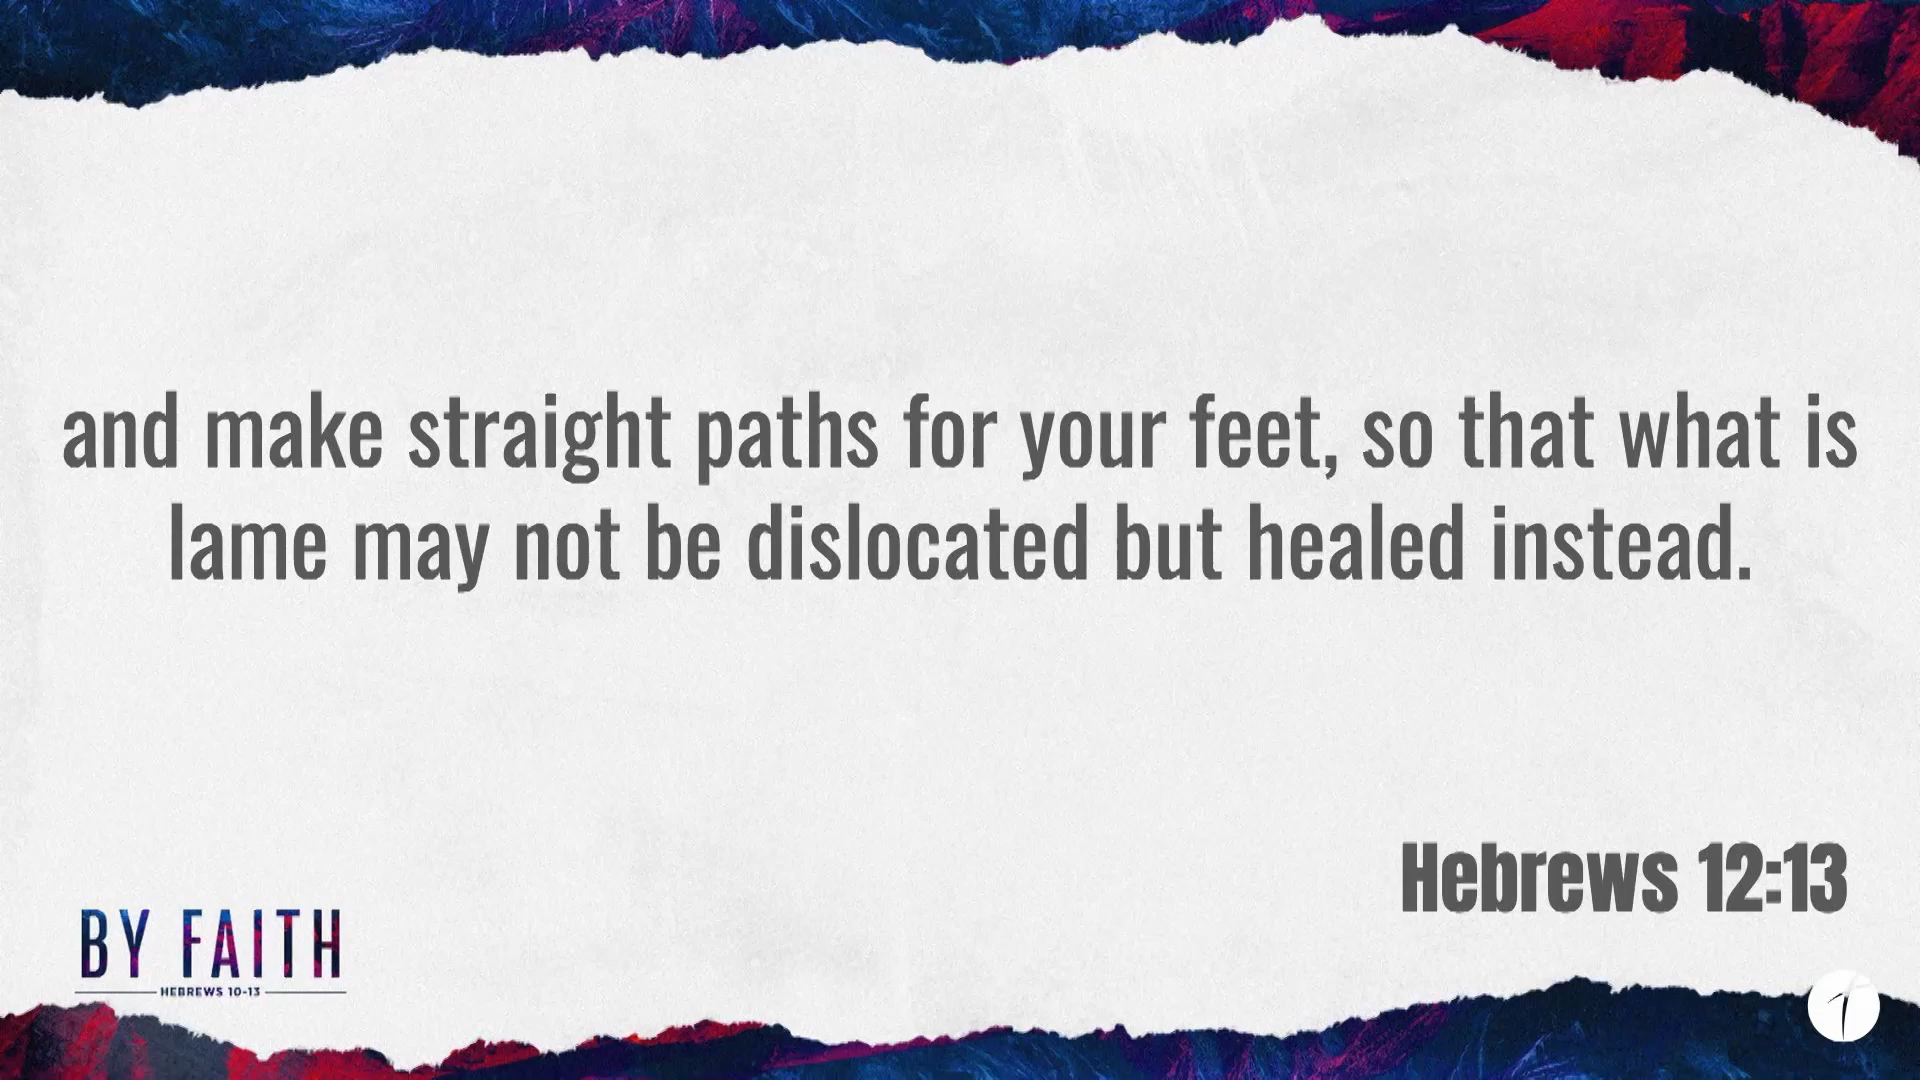 and make straight paths for your feet, so that what is
lame may not be dislocated but healed instead.
Hebrews 12:13
BY FAITH
HEBREWS 10-13